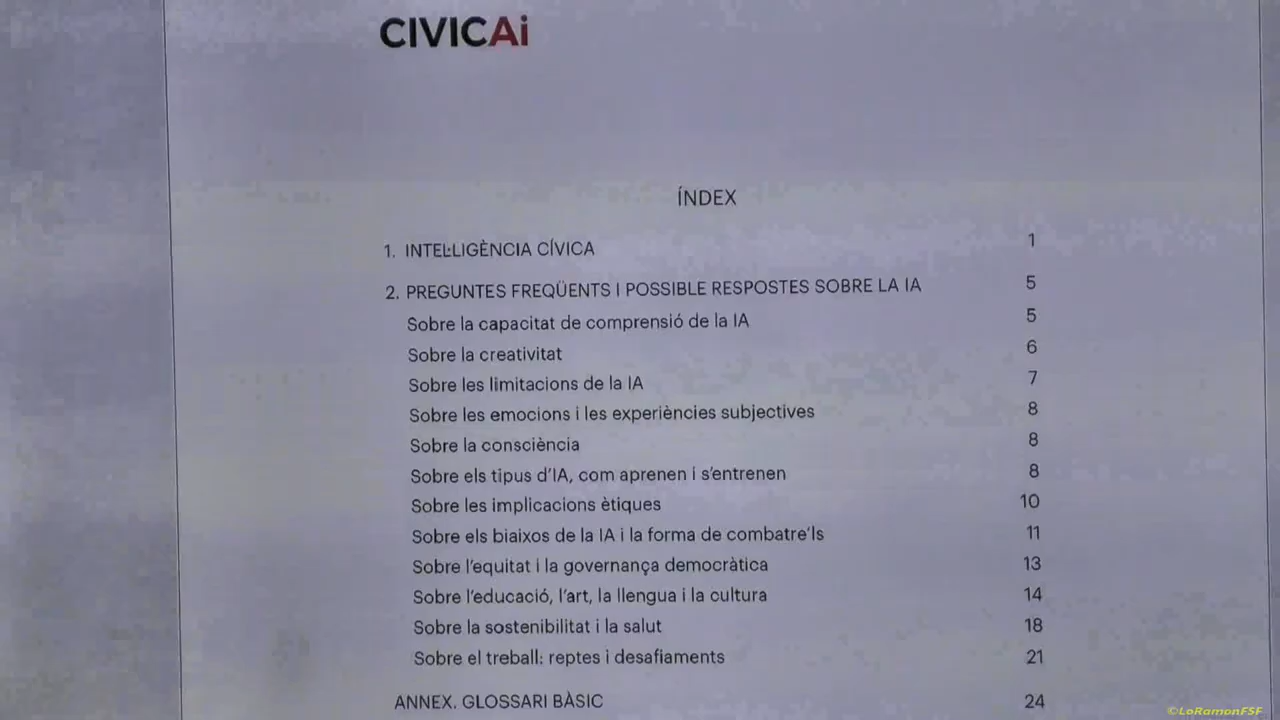 CIVICAi
ÍNDEX
1. INTEL·LIGÈNCIA CÍVICA 1
2. PREGUNTES FREQÜENTS I POSSIBLE RESPOSTES SOBRE LA IA 5
Sobre la capacitat de comprensió de la IA 5
Sobre la creativitat 6
Sobre les limitacions de la IA 7
Sobre les emocions i les experiències subjectives 8
Sobre la consciència 8
Sobre els tipus d'IA, com aprenen i s'entrenen 8
Sobre les implicacions ètiques 10
Sobre els biaixos de la IA i la forma de combatre'ls 11
Sobre l'equitat i la governança democràtica 13
Sobre l'educació, l'art, la llengua i la cultura 14
Sobre la sostenibilitat i la salut 18
Sobre el treball: reptes i desafiaments 21
ANNEX. GLOSSARI BÀSIC 24
©LoRamonFSF